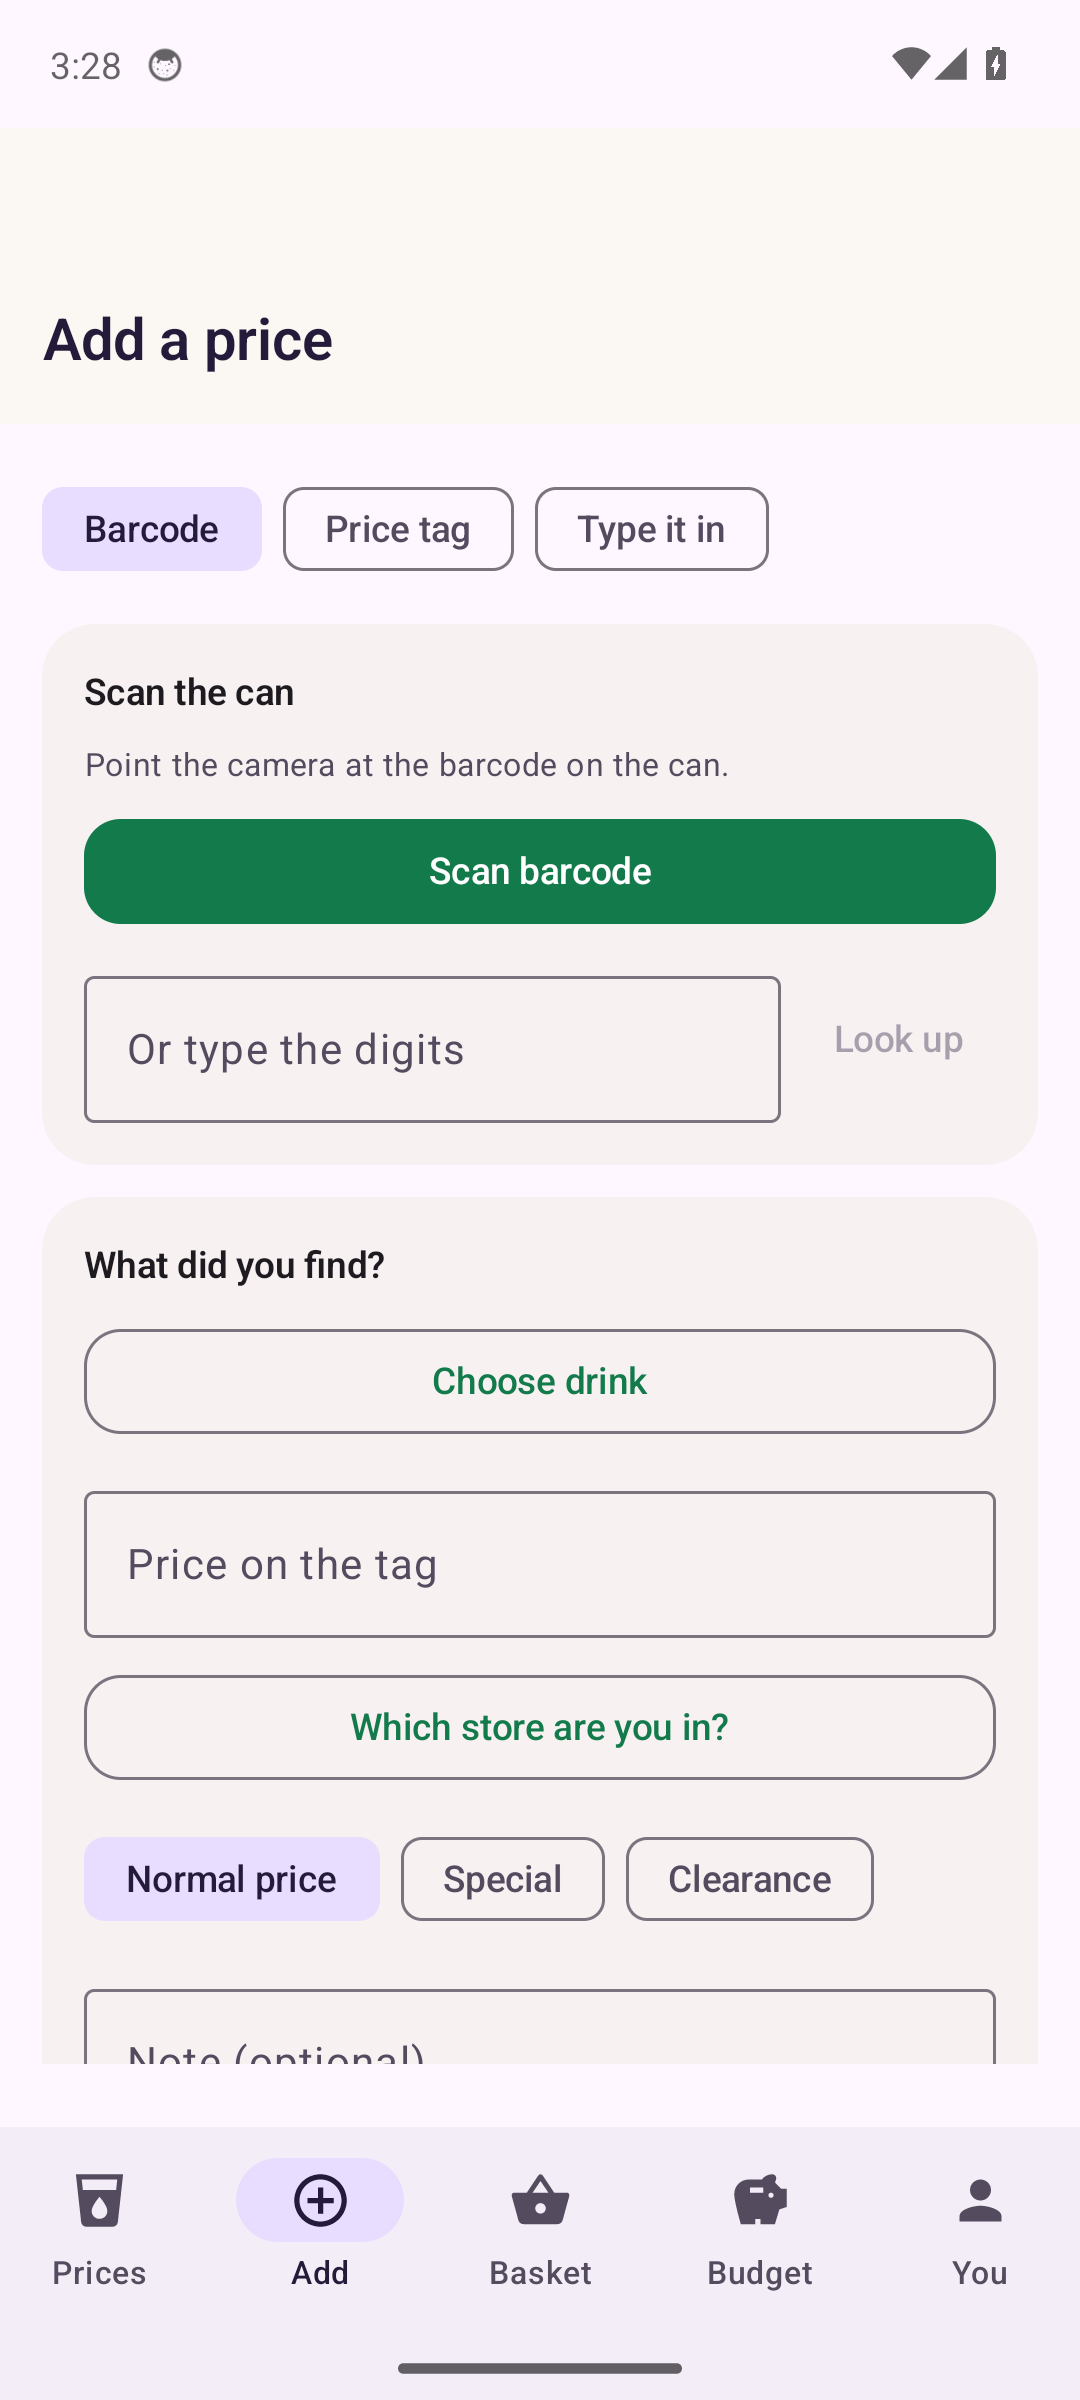 3:28
Add a price
Barcode
Price tag
Type it in
Scan the can
Point the camera at the barcode on the can.
Scan barcode
Or type the digits
Look up
What did you find?
Choose drink
Price on the tag
Which store are you in?
Normal price
Special
Clearance
Note (optional)
Prices
Add
Basket
Budget
You